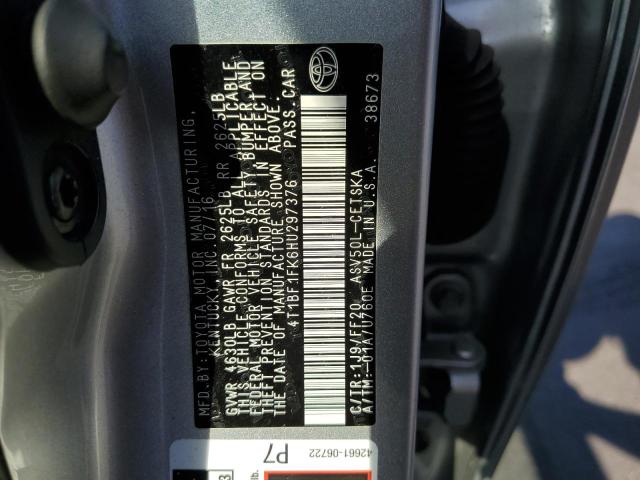 MFD.BY-TOYOTA MOTOR MANUFACTURING,
KENTUCKY, INC. 07/16
GVWR 4630LB GAWR FR 2625LB RR 2625LB
THIS VEHICLE CONFORMS TO ALL APPLICABLE
FEDERAL MOTOR VEHICLE SAFETY BUMPER, AND
THEFT PREVENTION STANDARDS IN EFFECT ON
THE DATE OF MANUFACTURE SHOWN ABOVE.
4T1BF1FK6HU297376 PASS.CAR
C/TR:1J9/FF20 ASV50L-CETSKA
A/TM:-01A/U760E MADE IN U.S.A. 38673
42661-06722
P7
lb.
3